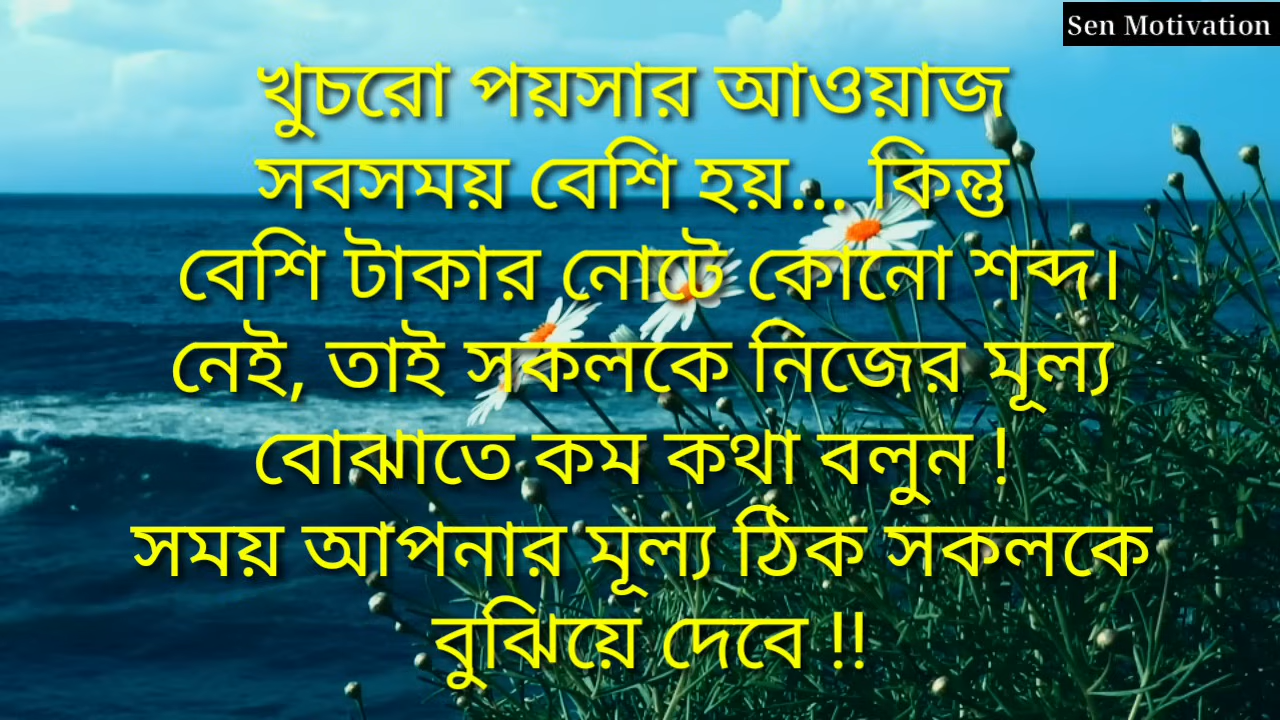 Sen Motivation
খুচরো পয়সার আওয়াজ
সবসময় বেশি হয়... কিন্তু
বেশি টাকার নোটে কোনো শব্দ।
নেই, তাই সকলকে নিজের মূল্য
বোঝাতে কম কথা বলুন !
সময় আপনার মূল্য ঠিক সকলকে
বুঝিয়ে দেবে !!